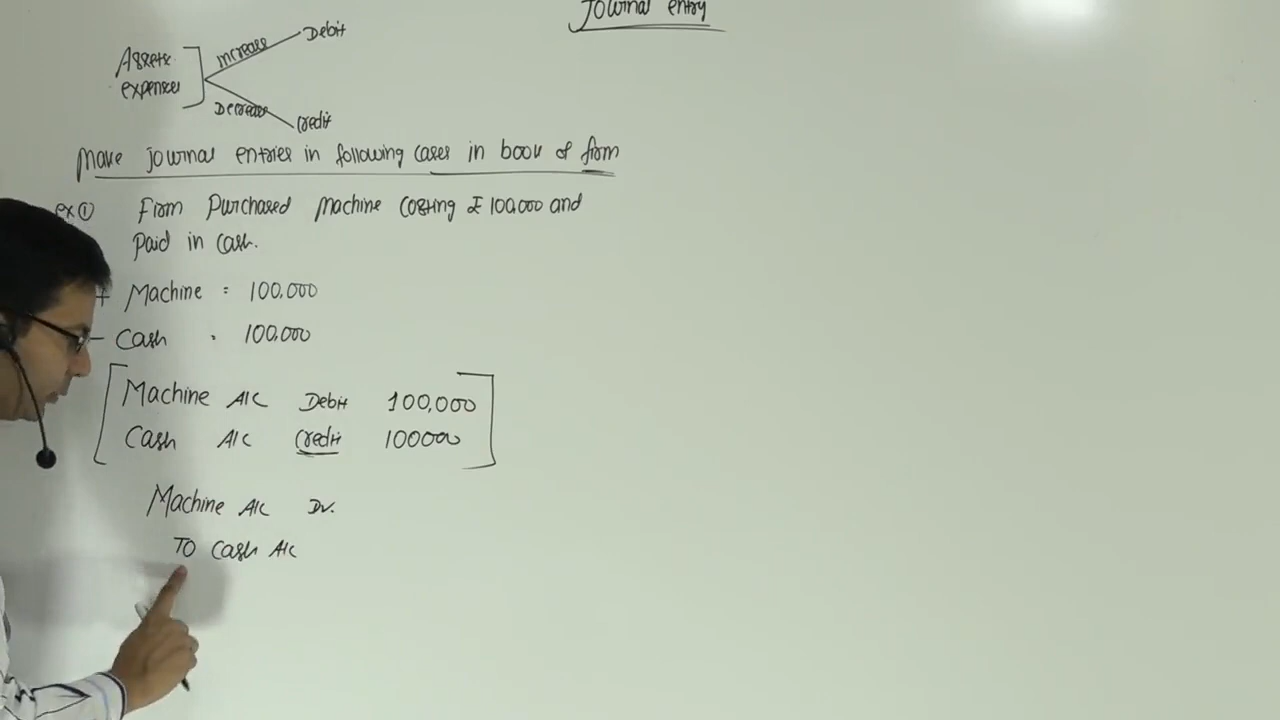 Journal entry
Assets
expenses
Increase
Debit
Decrease
Credit
Make journal entries in following cases in book of firm
ex ① Firm Purchased Machine Costing ₹ 100,000 and
Paid in Cash.
+ Machine = 100,000
- Cash = 100,000
Machine A/C Debit 100,000
Cash A/C Credit 100000
Machine A/C Dr.
TO Cash A/C